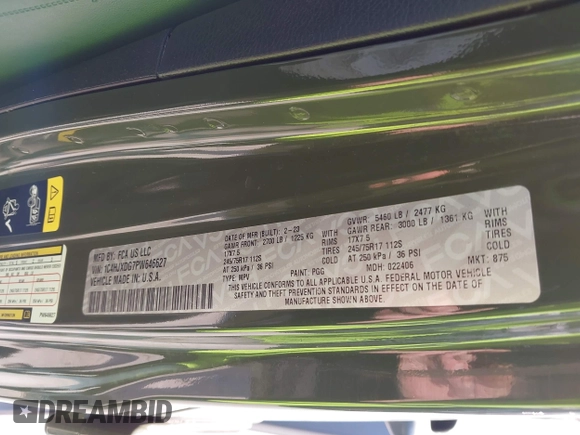 MFD. BY: FCA US LLC
VIN: 1C4HJXDG7PW645627
VEHICLE MADE IN: U.S.A.
DATE OF MFR (BUILT): 2-23
GAWR FRONT: 2700 LB / 1225 KG WITH
17X7.5 RIMS
245/75R17 112S TIRES
AT 250 kPa / 36 PSI
TYPE: MPV
PAINT: PGG
GVWR: 5460 LB / 2477 KG
GAWR REAR: 3000 LB / 1361 KG WITH
17X7.5 RIMS
245/75R17 112S TIRES
AT 250 kPa / 36 PSI
MDH: 022406
MKT: 875
THIS VEHICLE CONFORMS TO ALL APPLICABLE U.S.A. FEDERAL MOTOR VEHICLE
SAFETY AND THEFT PREVENTION STANDARDS IN EFFECT ON THE DATE OF
MANUFACTURE SHOWN ABOVE.
DREAMBID